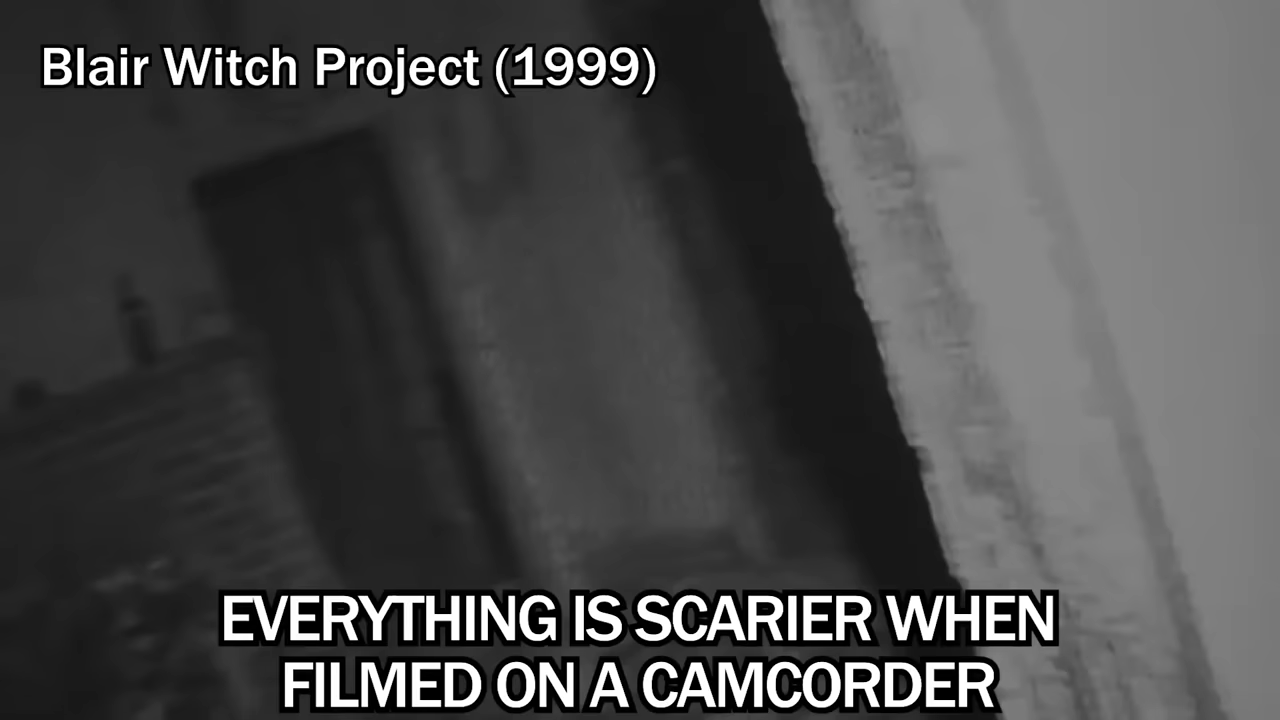 Blair Witch Project (1999)
EVERYTHING IS SCARIER WHEN
FILMED ON A CAMCORDER